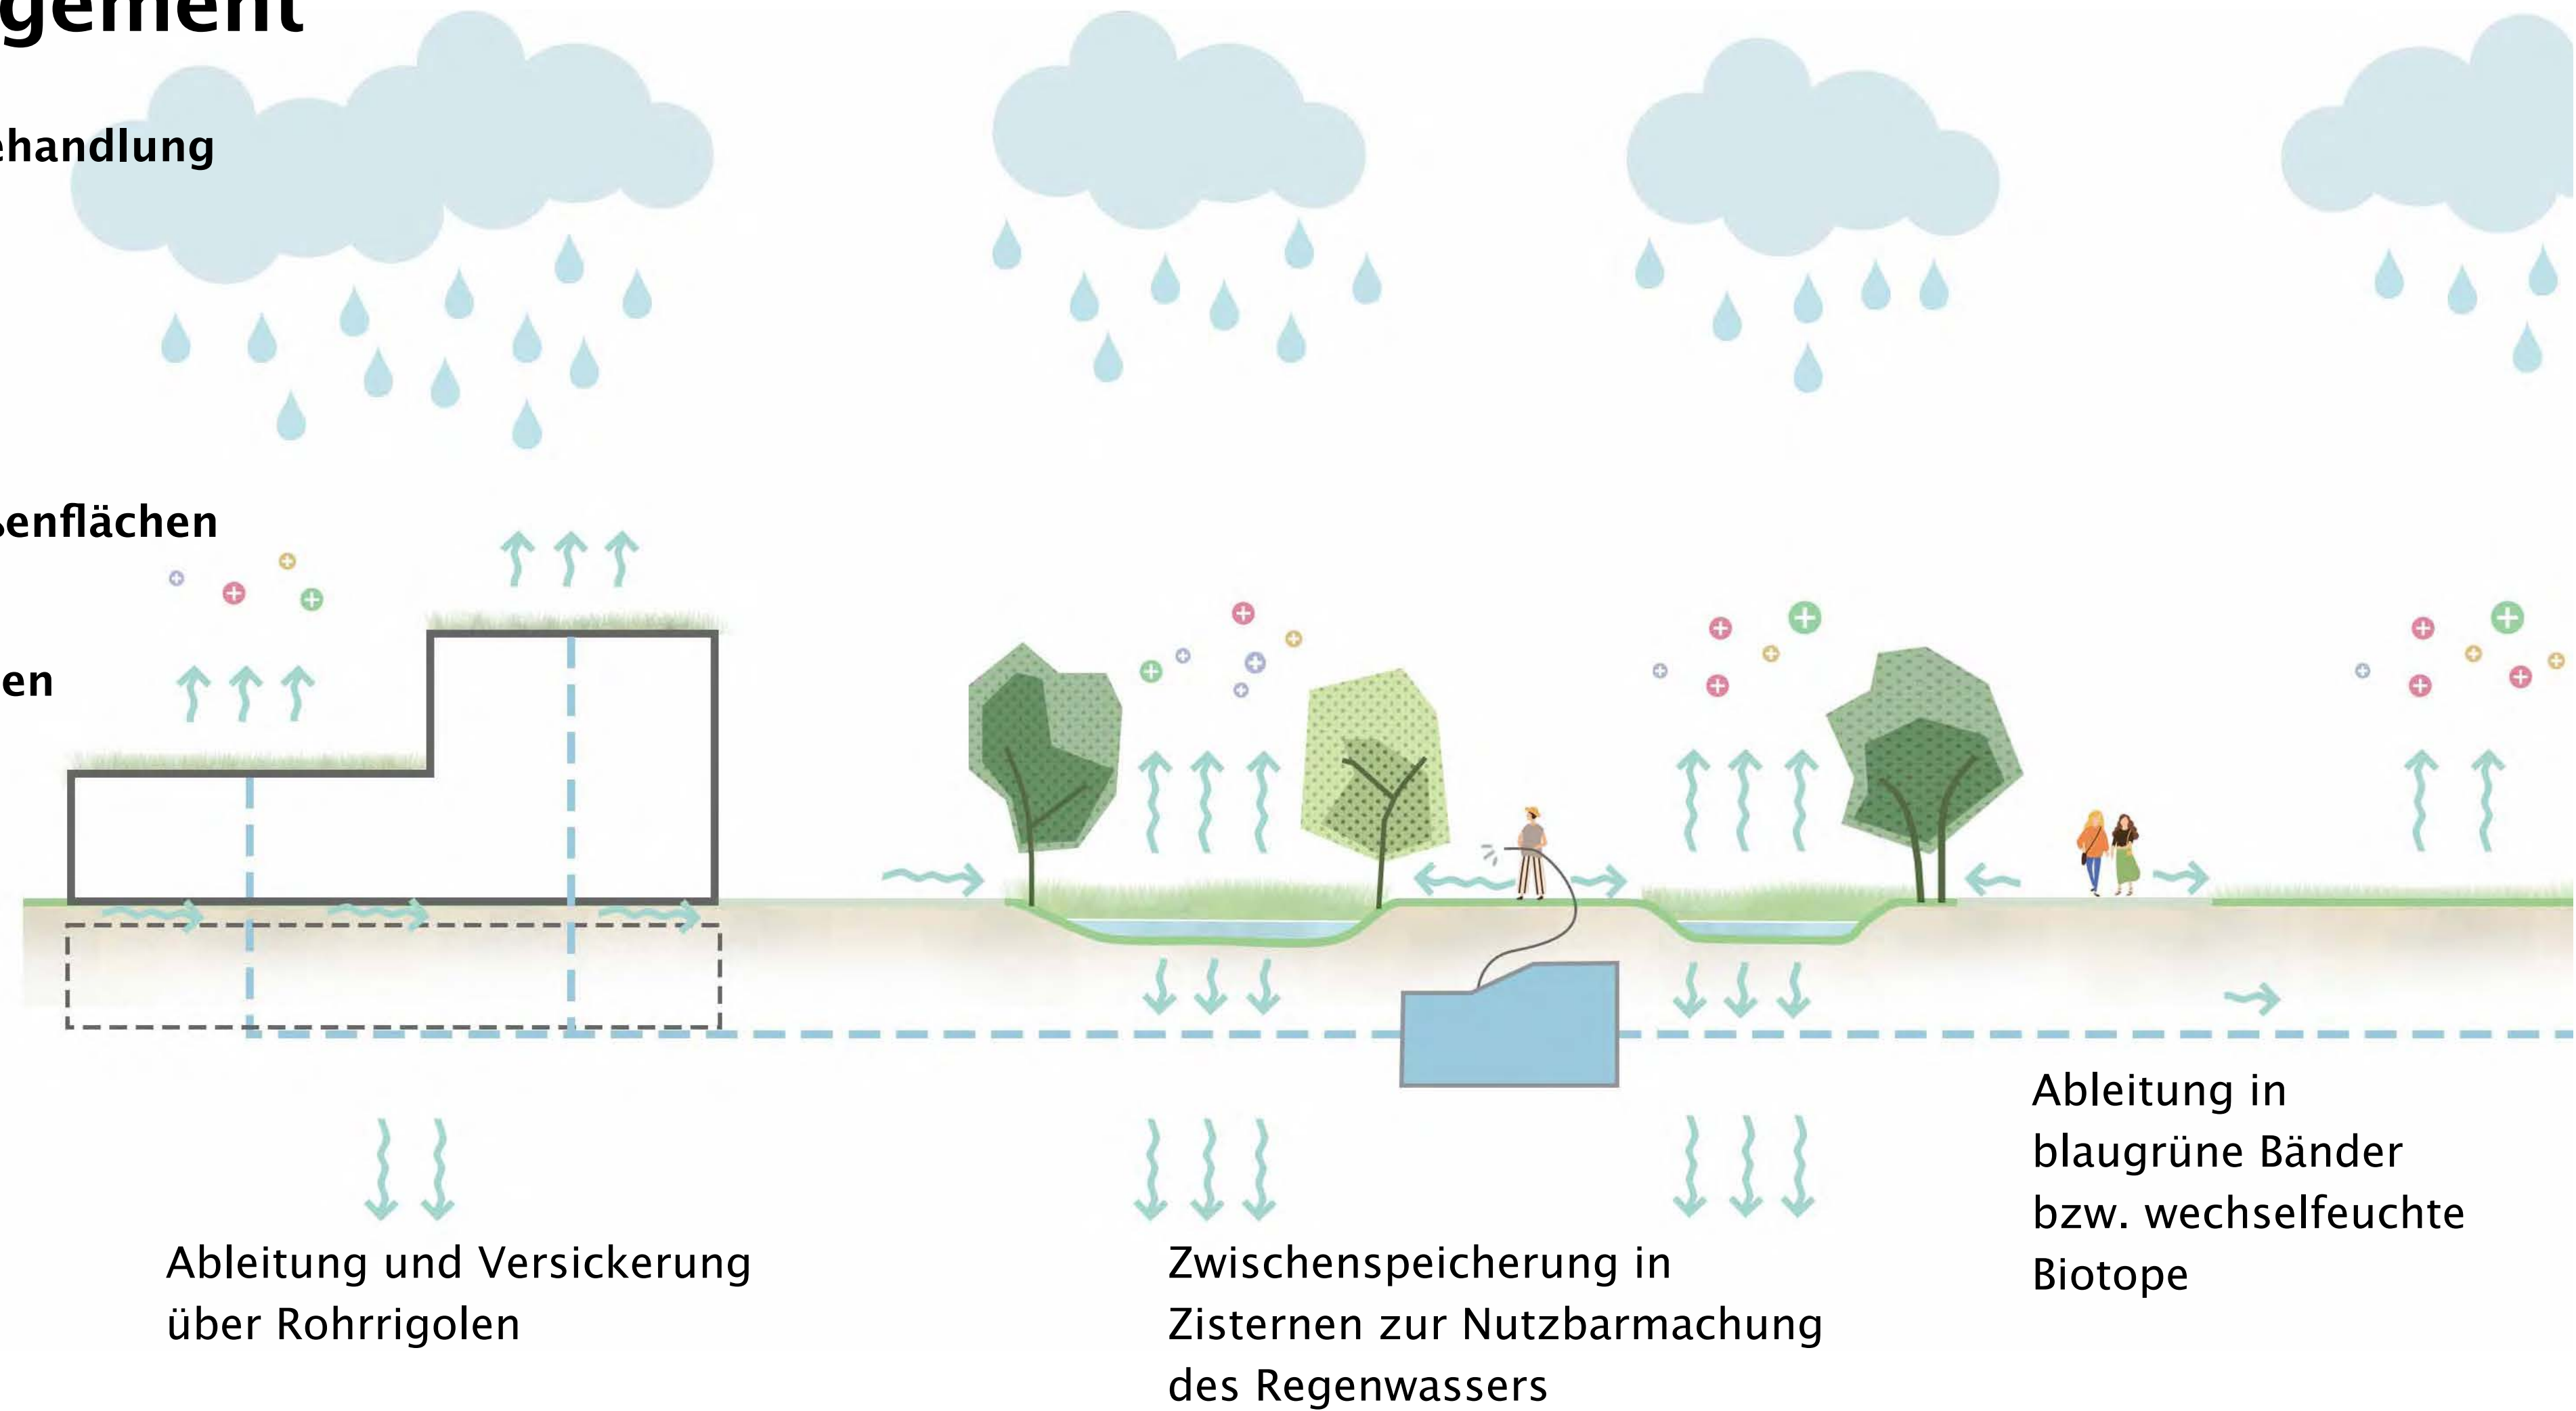 gement
ehandlung
ßenflächen
en
Ableitung und Versickerung
über Rohrrigolen
Zwischenspeicherung in
Zisternen zur Nutzbarmachung
des Regenwassers
Ableitung in
blaugrüne Bänder
bzw. wechselfeuchte
Biotope